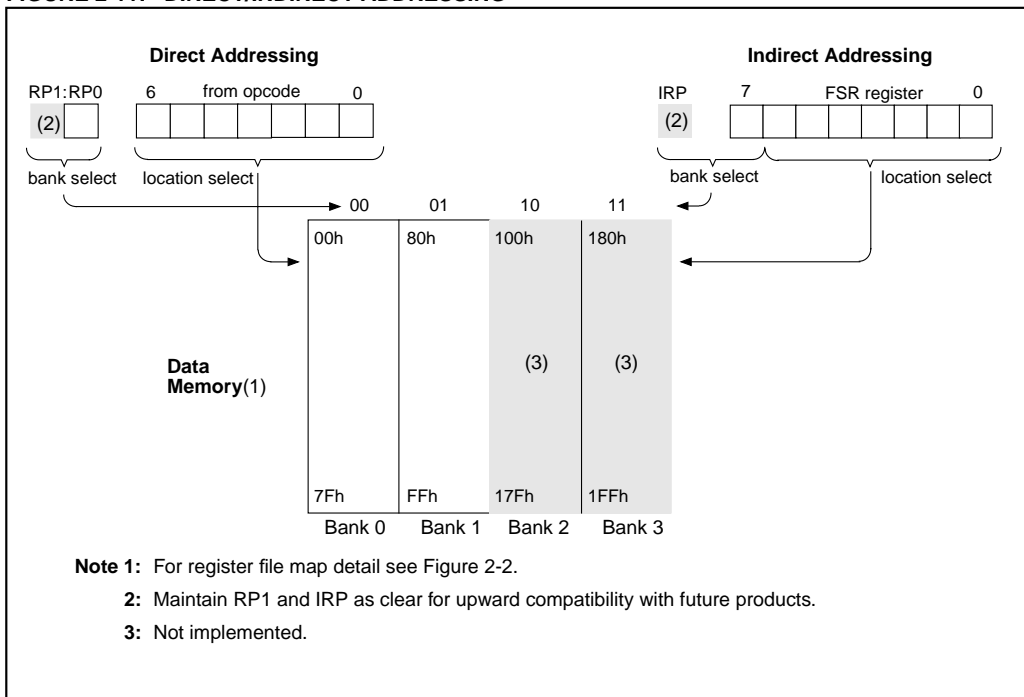 Direct Addressing
Indirect Addressing
RP1:RP0 6 from opcode 0
IRP 7 FSR register 0
(2)
(2)
bank select location select
bank select location select
00 01 10 11
00h 80h 100h 180h
Data
Memory(1)
(3) (3)
7Fh FFh 17Fh 1FFh
Bank 0 Bank 1 Bank 2 Bank 3
Note 1: For register file map detail see Figure 2-2.
2: Maintain RP1 and IRP as clear for upward compatibility with future products.
3: Not implemented.